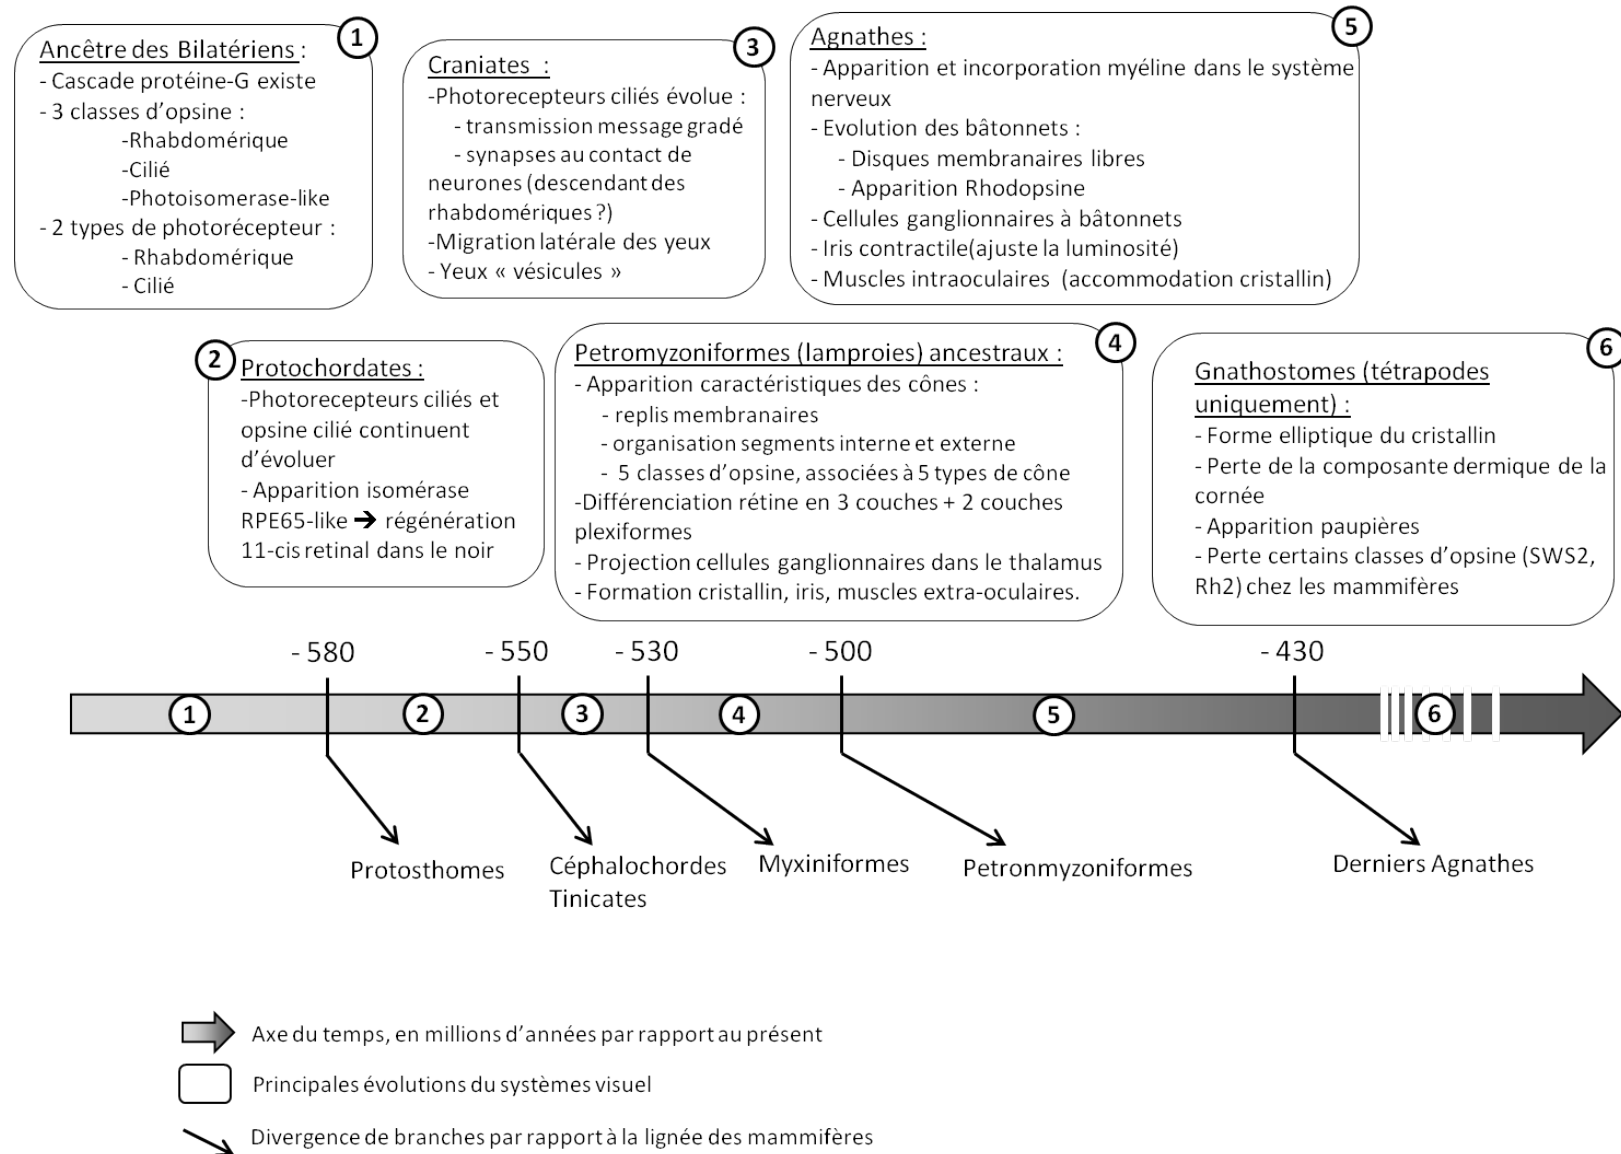 1
Ancêtre des Bilatériens :
- Cascade protéine-G existe
- 3 classes d'opsine :
-Rhabdomérique
-Cilié
-Photoisomerase-like
- 2 types de photorécepteur :
- Rhabdomérique
- Cilié
3
Craniates :
-Photorecepteurs ciliés évolue :
- transmission message gradé
- synapses au contact de
neurones (descendant des
rhabdomériques ?)
-Migration latérale des yeux
- Yeux « vésicules »
5
Agnathes :
- Apparition et incorporation myéline dans le système
nerveux
- Evolution des bâtonnets :
- Disques membranaires libres
- Apparition Rhodopsine
- Cellules ganglionnaires à bâtonnets
- Iris contractile(ajuste la luminosité)
- Muscles intraoculaires (accommodation cristallin)
2
Protochordates :
-Photorecepteurs ciliés et
opsine cilié continuent
d'évoluer
- Apparition isomérase
RPE65-like ➔ régénération
11-cis retinal dans le noir
4
Petromyzoniformes (lamproies) ancestraux :
- Apparition caractéristiques des cônes :
- replis membranaires
- organisation segments interne et externe
- 5 classes d'opsine, associées à 5 types de cône
-Différenciation rétine en 3 couches + 2 couches
plexiformes
- Projection cellules ganglionnaires dans le thalamus
- Formation cristallin, iris, muscles extra-oculaires.
6
Gnathostomes (tétrapodes
uniquement) :
- Forme elliptique du cristallin
- Perte de la composante dermique de la
cornée
- Apparition paupières
- Perte certains classes d'opsine (SWS2,
Rh2) chez les mammifères
- 580 - 550 - 530 - 500 - 430
1 2 3 4 5 6
Protosthomes
Céphalochordes
Tinicates
Myxiniformes
Petronmyzoniformes
Derniers Agnathes
Axe du temps, en millions d'années par rapport au présent
Principales évolutions du systèmes visuel
Divergence de branches par rapport à la lignée des mammifères